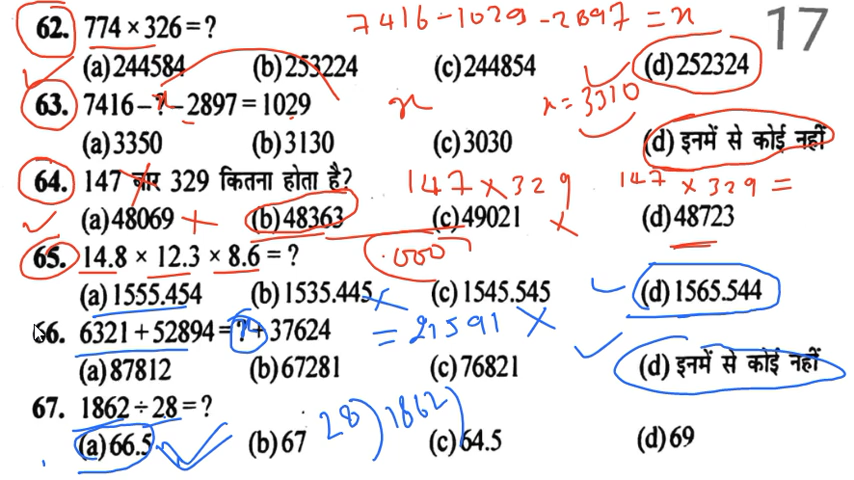 7416-1029-2897=x
17
62. 774 × 326 = ?
(a) 244584 (b) 253224 (c) 244854 (d) 252324
63. 7416 – ? – 2897 = 1029 x x = 3310
(a) 3350 (b) 3130 (c) 3030 (d) इनमें से कोई नहीं
64. 147 बार 329 कितना होता है? 147 × 329 147 × 329 =
(a) 48069 (b) 48363 (c) 49021 (d) 48723
65. 14.8 × 12.3 × 8.6 = ? .000
(a) 1555.454 (b) 1535.445 (c) 1545.545 (d) 1565.544
66. 6321 + 52894 = ? + 37624 = 21591
(a) 87812 (b) 67281 (c) 76821 (d) इनमें से कोई नहीं
67. 1862 ÷ 28 = ? 28)1862)
(a) 66.5 (b) 67 (c) 64.5 (d) 69